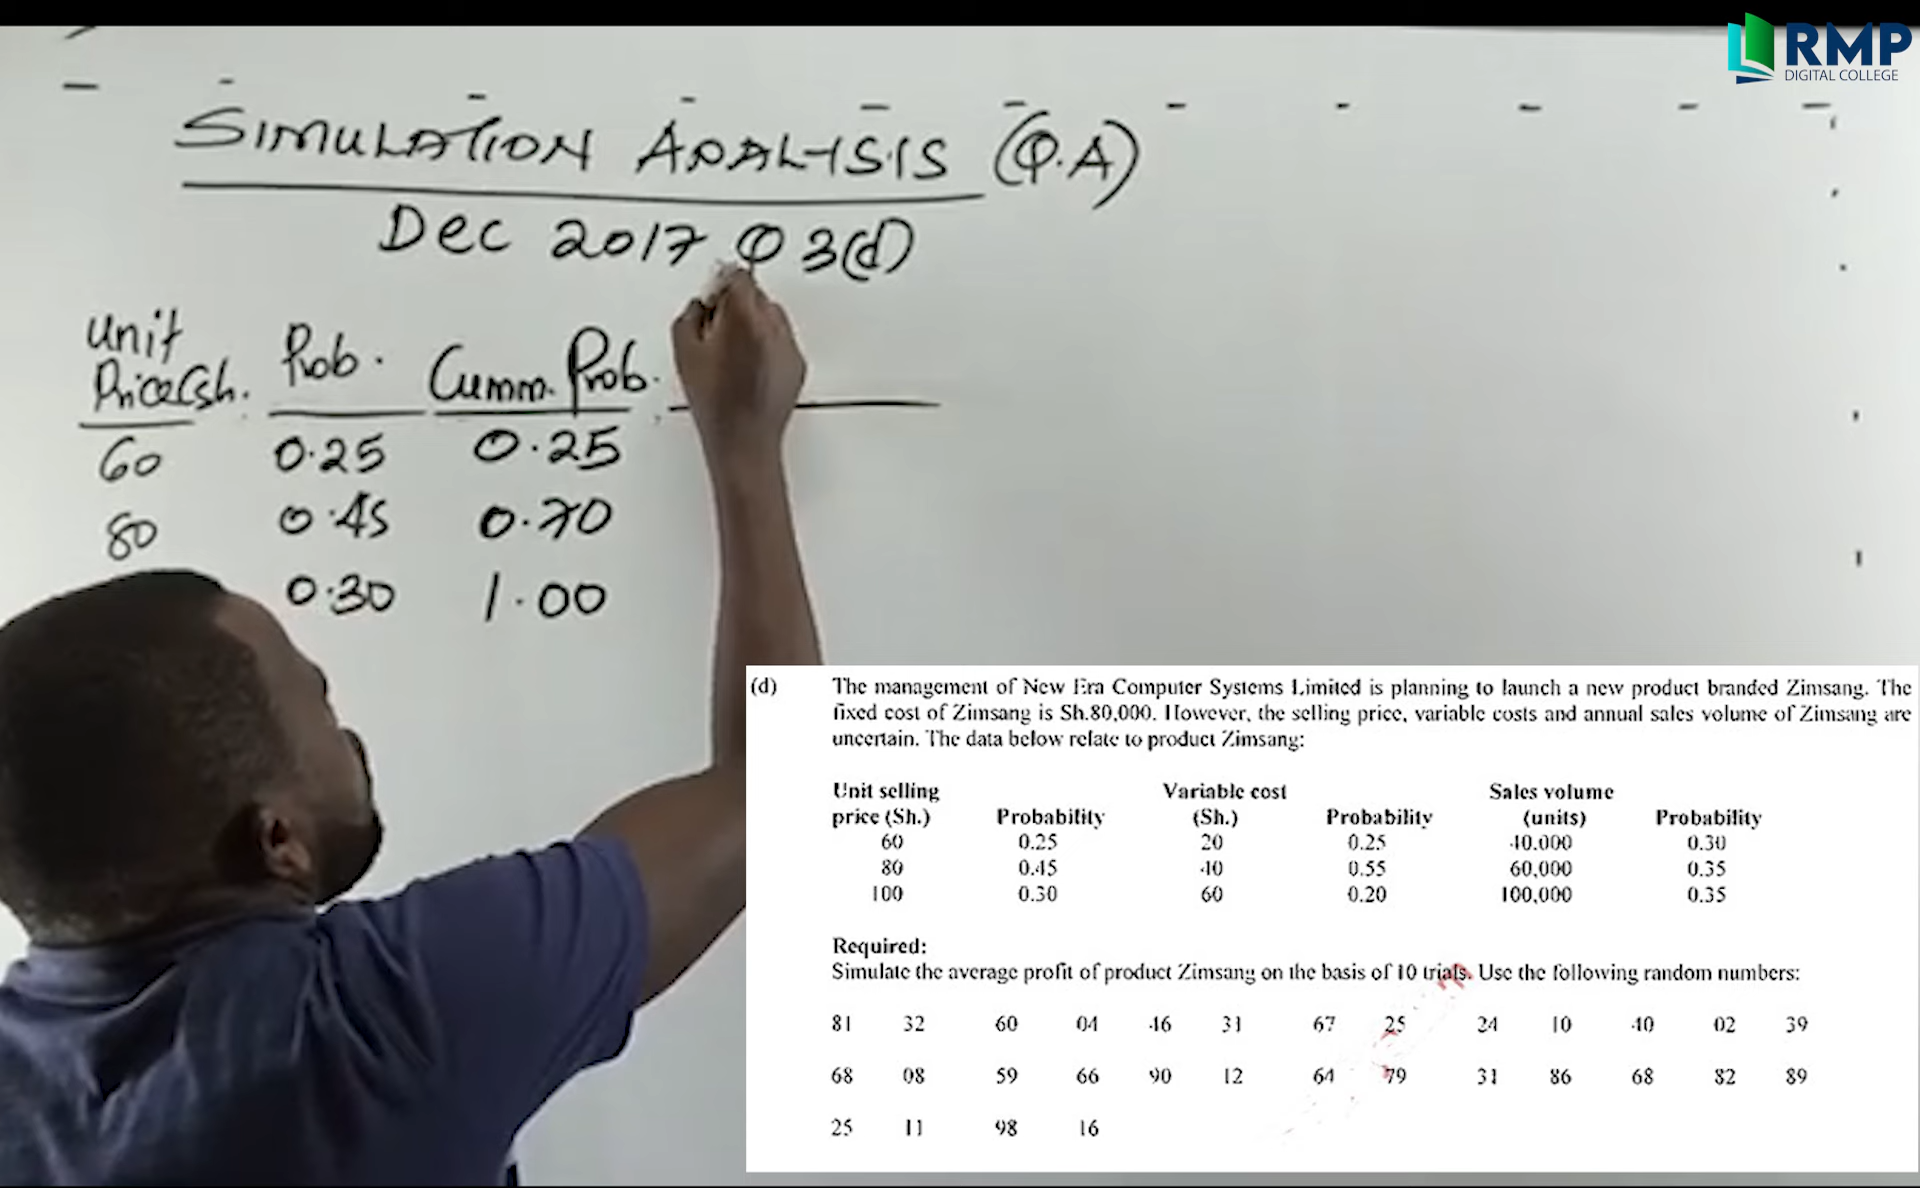 RMP
DIGITAL COLLEGE
SIMULATION ANALYSIS (Q.A)
Dec 2017 Q3(d)
Unit Price(sh. Prob. Cumm. Prob.
60 0.25 0.25
80 0.45 0.70
0.30 1.00
(d) The management of New Era Computer Systems Limited is planning to launch a new product branded Zimsang. The
fixed cost of Zimsang is Sh.80,000. However, the selling price, variable costs and annual sales volume of Zimsang are
uncertain. The data below relate to product Zimsang:
Unit selling Variable cost Sales volume
price (Sh.) Probability (Sh.) Probability (units) Probability
60 0.25 20 0.25 40.000 0.30
80 0.45 40 0.55 60,000 0.35
100 0.30 60 0.20 100,000 0.35
Required:
Simulate the average profit of product Zimsang on the basis of 10 trials. Use the following random numbers:
81 32 60 04 46 31 67 25 24 10 40 02 39
68 08 59 66 90 12 64 79 31 86 68 82 89
25 11 98 16